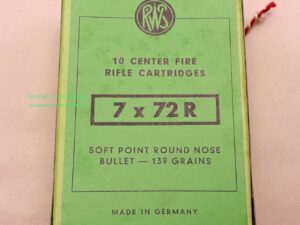 RWS
10 CENTER FIRE
RIFLE CARTRIDGES
7 x 72 R
SOFT POINT ROUND NOSE
BULLET — 139 GRAINS
MADE IN GERMANY